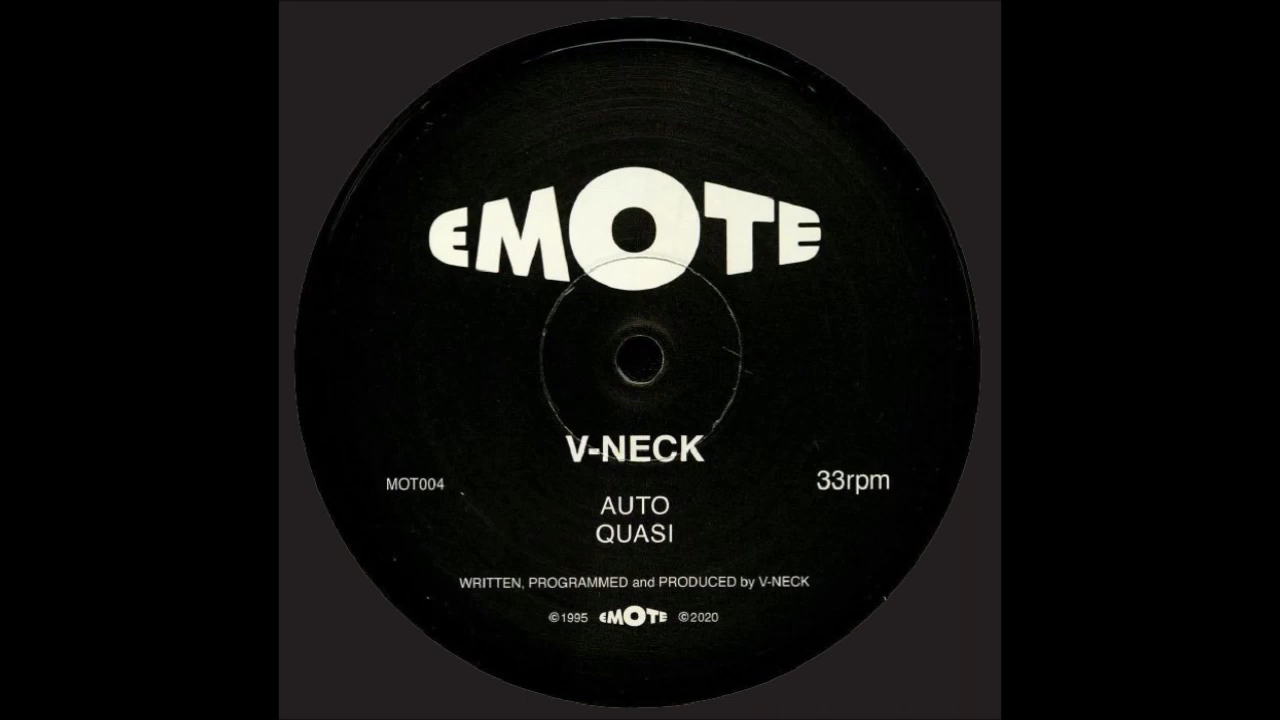 EMOTE
V-NECK
MOT004
33rpm
AUTO
QUASI
WRITTEN, PROGRAMMED and PRODUCED by V-NECK
©1995 EMOTE ©2020